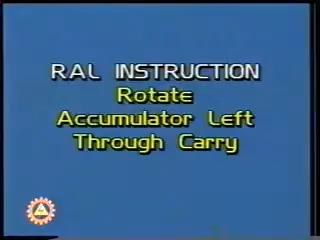 RAL INSTRUCTION
Rotate
Accumulator Left
Through Carry